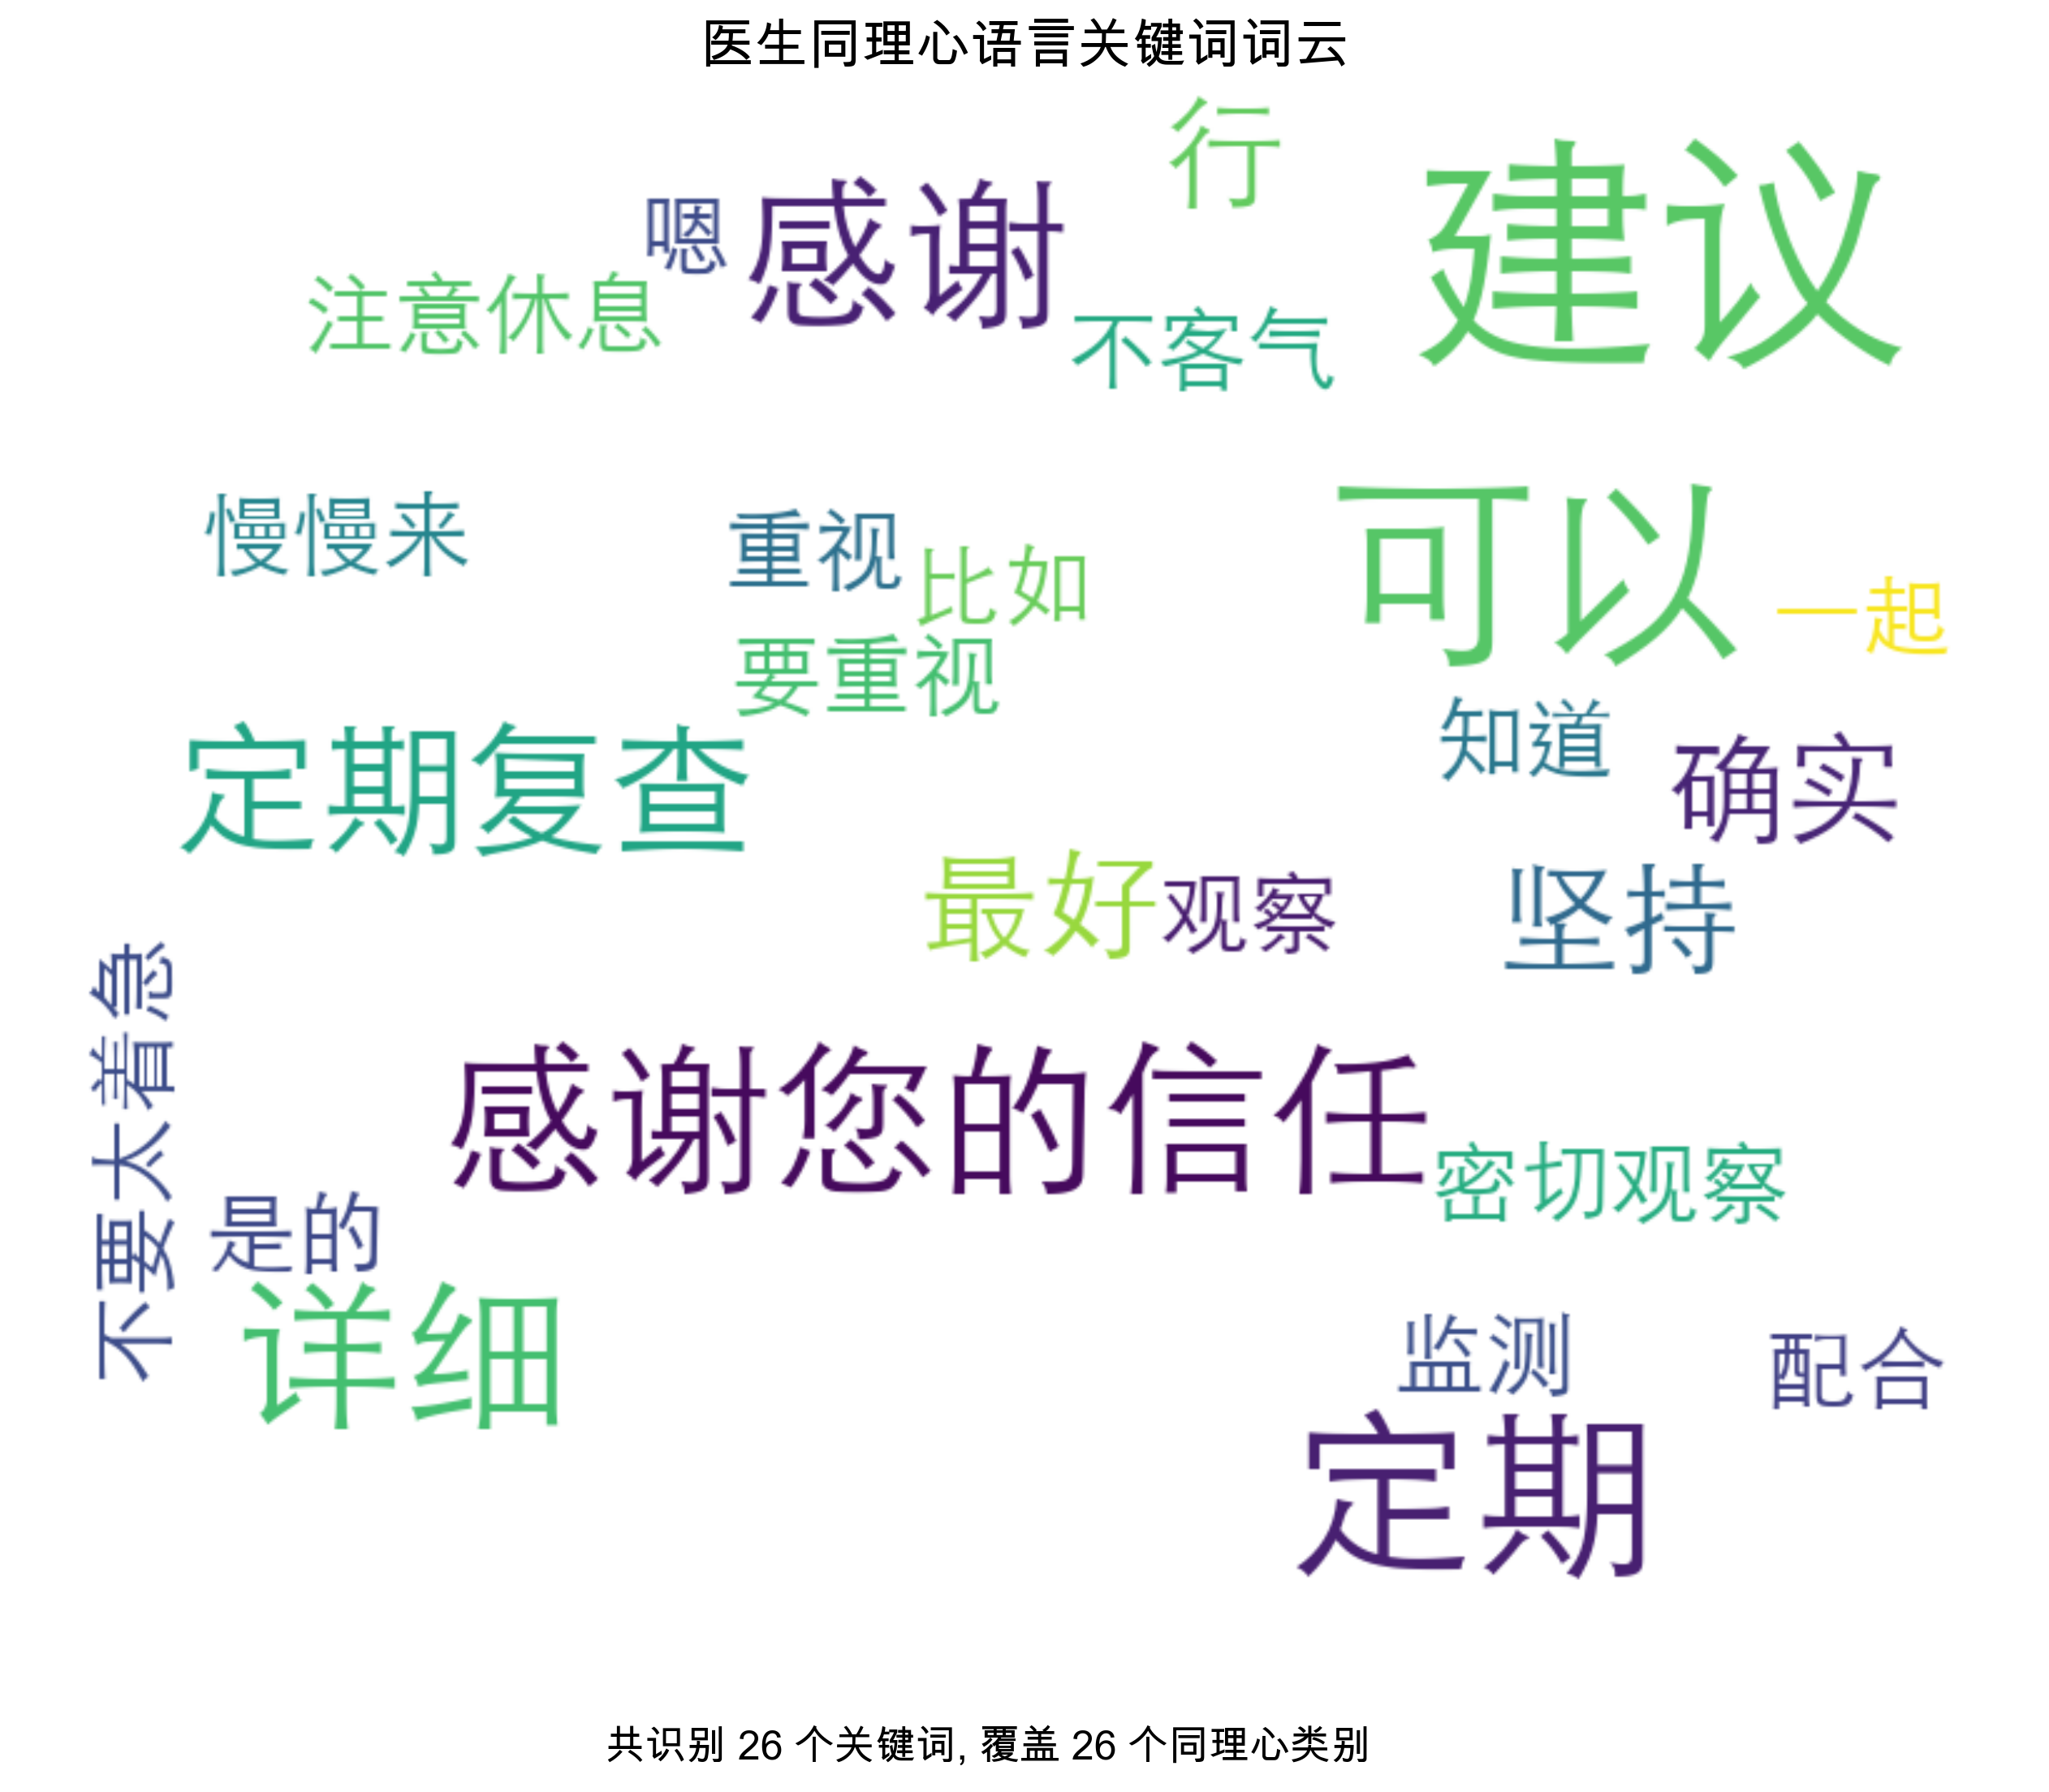 医生同理心语言关键词词云
行
建议
嗯
感谢
注意休息
不客气
慢慢来
重视
比如
可以
一起
要重视
知道
定期复查
确实
最好
观察
坚持
不要太着急
感谢您的信任
密切观察
是的
详细
监测
配合
定期
共识别 26 个关键词, 覆盖 26 个同理心类别